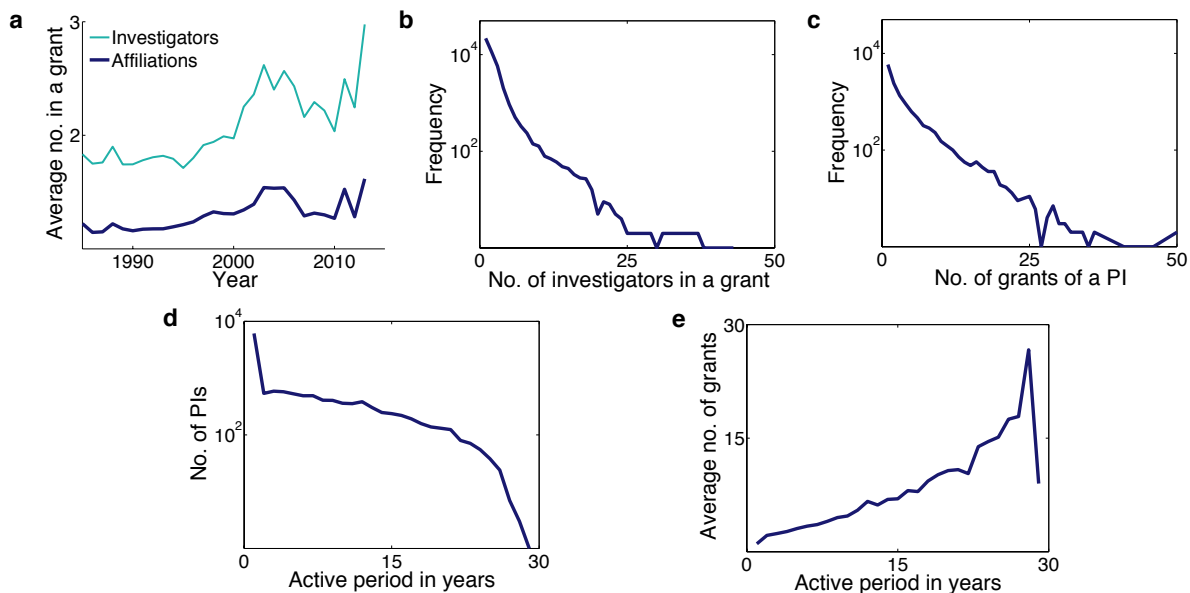 a
3
2
Average no. in a grant
Investigators
Affiliations
1990
2000
2010
Year
b
10^4
10^2
Frequency
0
25
50
No. of investigators in a grant
c
10^4
10^2
Frequency
0
25
50
No. of grants of a PI
d
10^4
10^2
No. of PIs
0
15
30
Active period in years
e
30
15
Average no. of grants
0
15
30
Active period in years